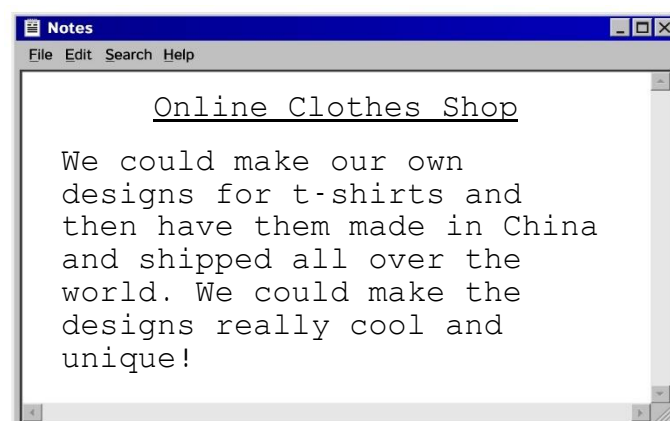 Notes
File Edit Search Help
Online Clothes Shop
We could make our own
designs for t-shirts and
then have them made in China
and shipped all over the
world. We could make the
designs really cool and
unique!